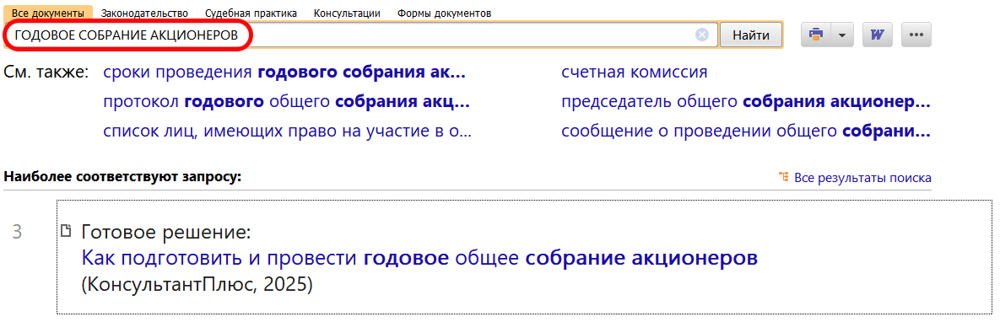 Все документы Законодательство Судебная практика Консультации Формы документов
ГОДОВОЕ СОБРАНИЕ АКЦИОНЕРОВ Найти W
См. также: сроки проведения годового собрания ак... счетная комиссия
протокол годового общего собрания акц... председатель общего собрания акционер...
список лиц, имеющих право на участие в о... сообщение о проведении общего собрани...
Наиболее соответствуют запросу: Все результаты поиска
3 Готовое решение:
Как подготовить и провести годовое общее собрание акционеров
(КонсультантПлюс, 2025)